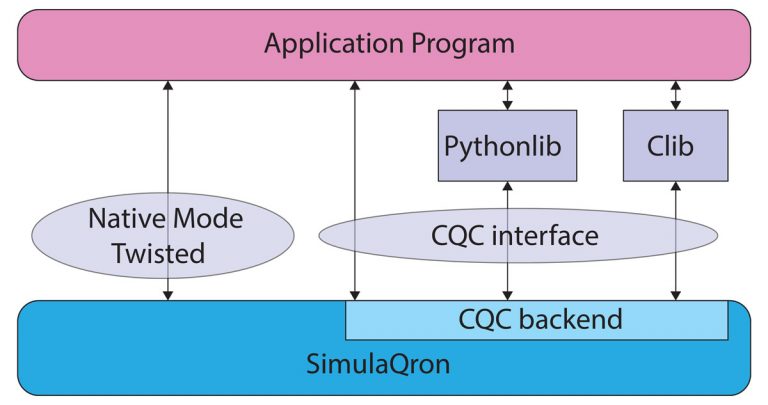 Application Program
Pythonlib
Clib
Native Mode
Twisted
CQC interface
CQC backend
SimulaQron